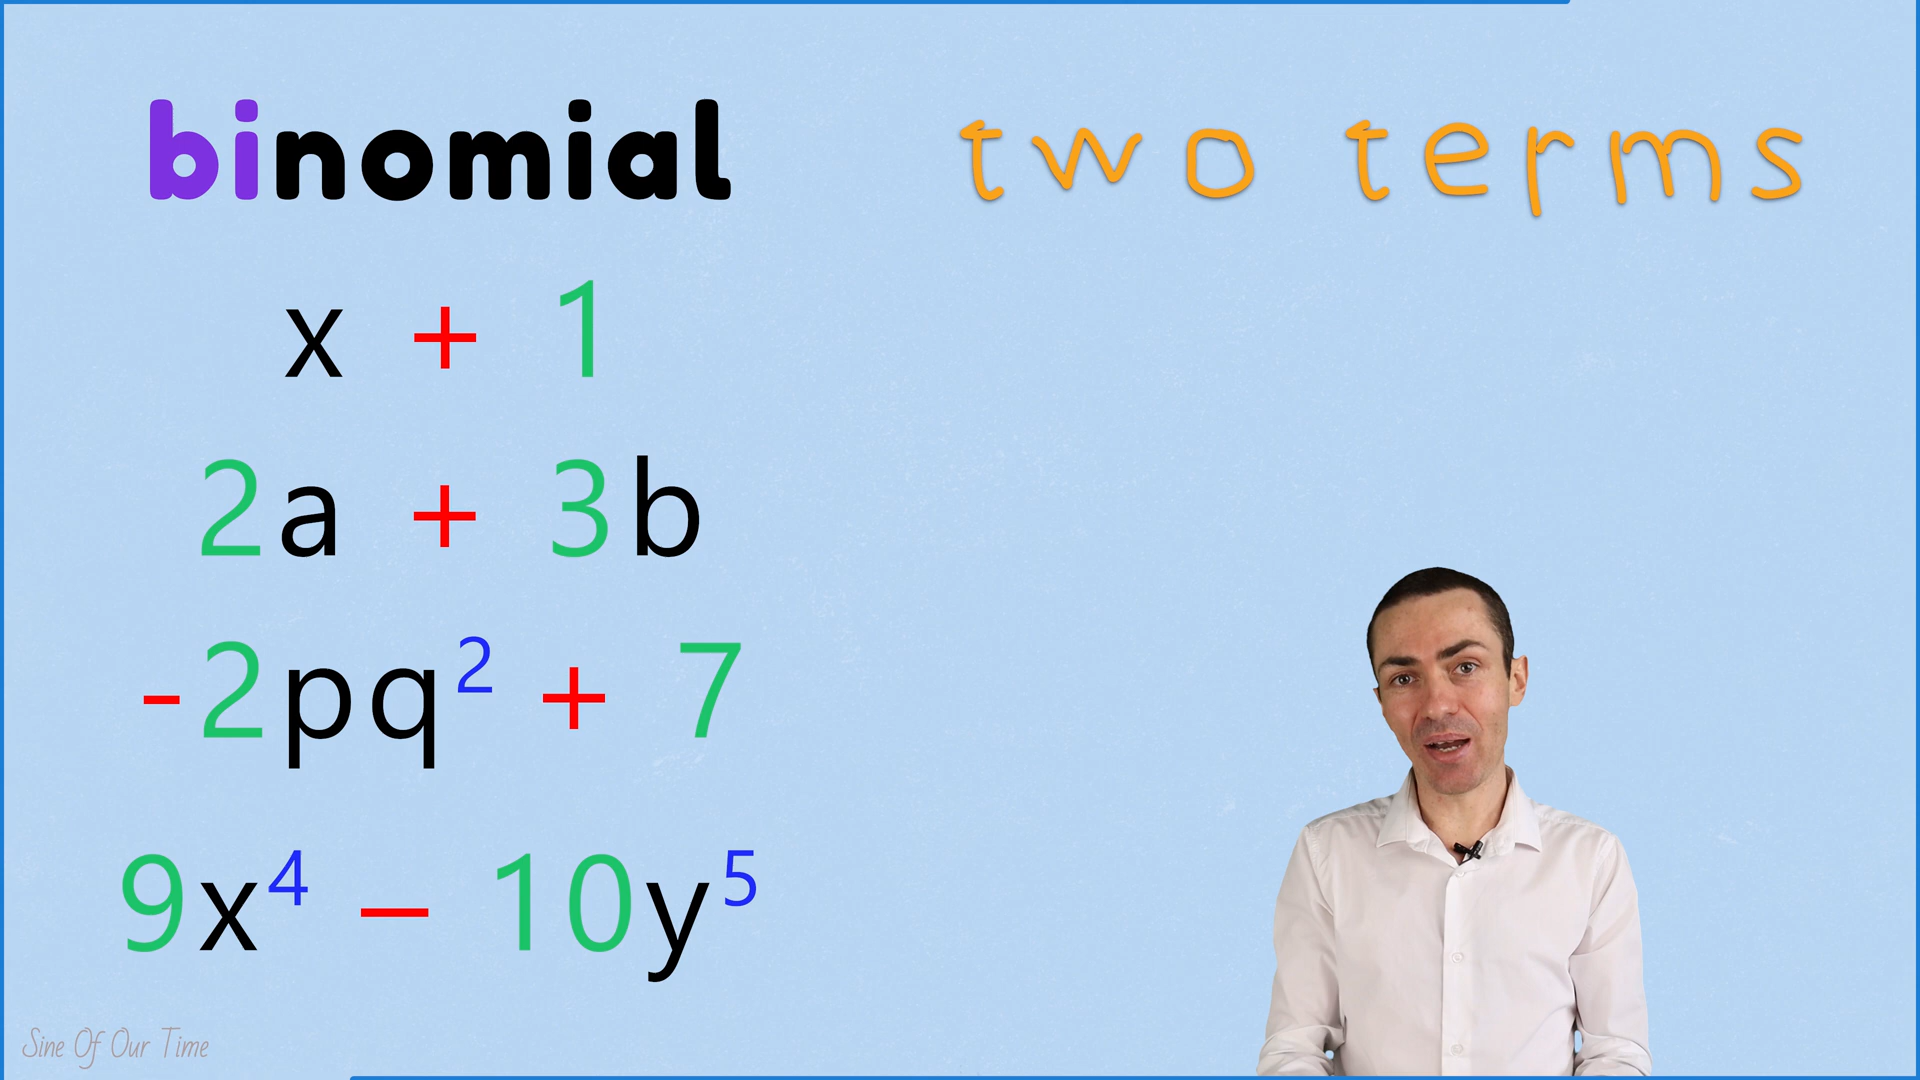 binomial two terms
x + 1
2a + 3b
-2pq² + 7
9x⁴ − 10y⁵
Sine Of Our Time